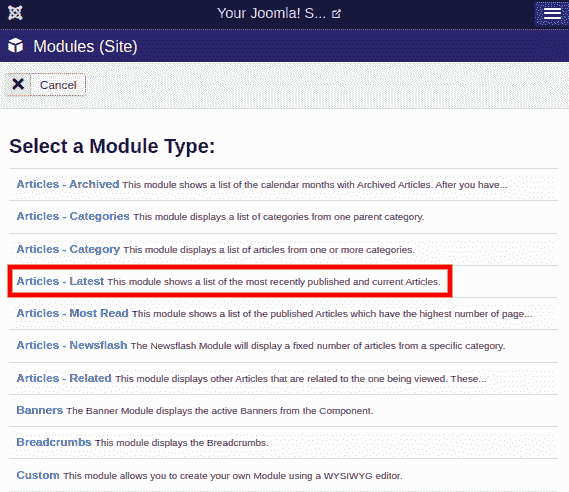 Your Joomla! S...
Modules (Site)
Cancel
Select a Module Type:
Articles - Archived This module shows a list of the calendar months with Archived Articles. After you have...
Articles - Categories This module displays a list of categories from one parent category.
Articles - Category This module displays a list of articles from one or more categories.
Articles - Latest This module shows a list of the most recently published and current Articles.
Articles - Most Read This module shows a list of the published Articles which have the highest number of page...
Articles - Newsflash The Newsflash Module will display a fixed number of articles from a specific category.
Articles - Related This module displays other Articles that are related to the one being viewed. These...
Banners The Banner Module displays the active Banners from the Component.
Breadcrumbs This module displays the Breadcrumbs.
Custom This module allows you to create your own Module using a WYSIWYG editor.